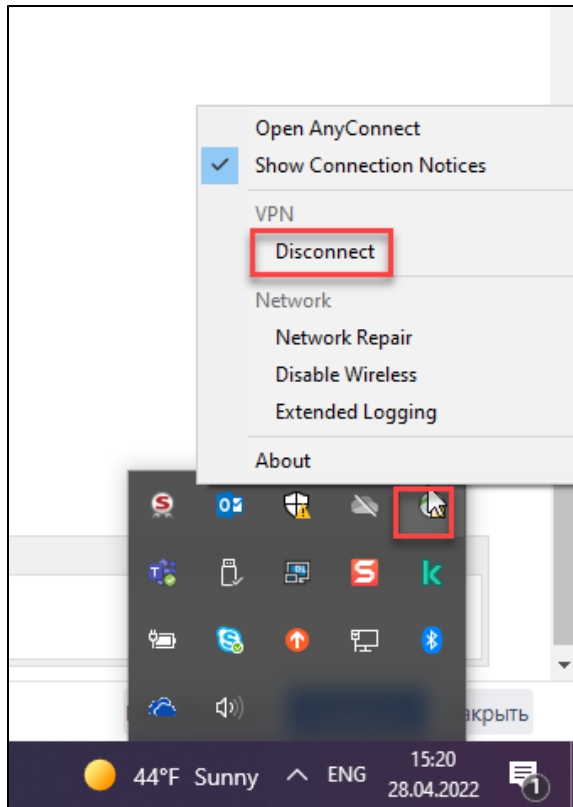 Open AnyConnect
Show Connection Notices
VPN
Disconnect
Network
Network Repair
Disable Wireless
Extended Logging
About
акрыть
44°F Sunny
ENG
15:20
28.04.2022
1